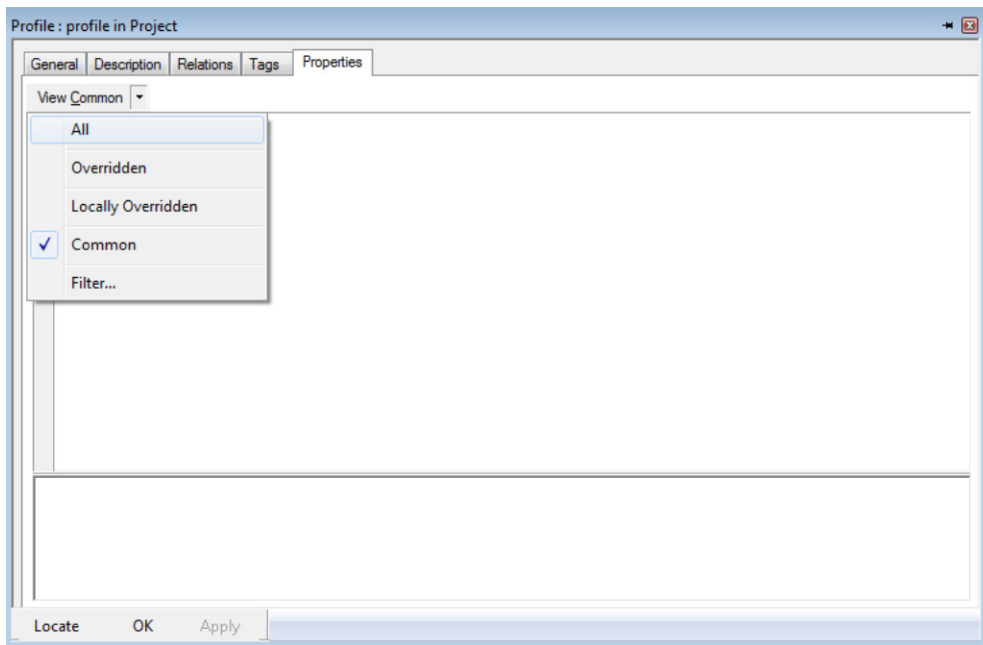 Profile : profile in Project
General Description Relations Tags Properties
View Common
All
Overridden
Locally Overridden
Common
Filter...
Locate OK Apply